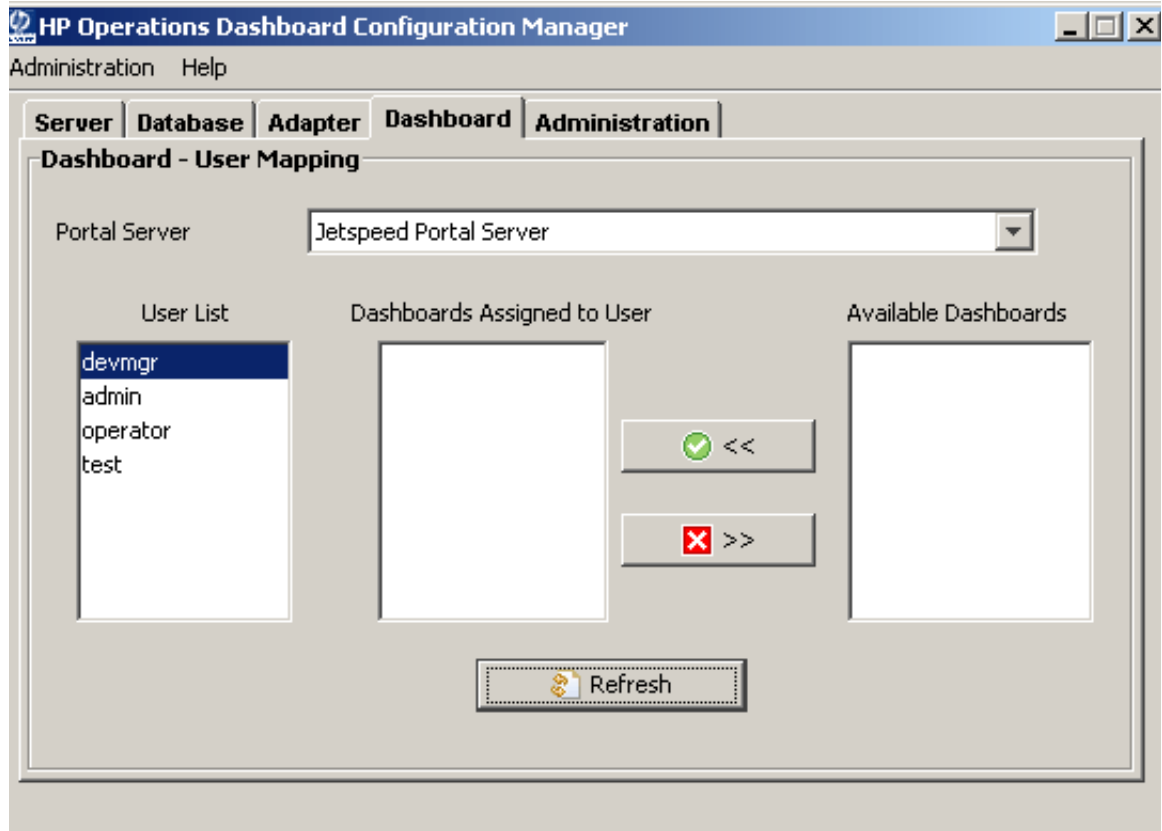 HP Operations Dashboard Configuration Manager
Administration Help
Server Database Adapter Dashboard Administration
Dashboard - User Mapping
Portal Server Jetspeed Portal Server
User List Dashboards Assigned to User Available Dashboards
devmgr
admin
operator
test
<<
>>
Refresh